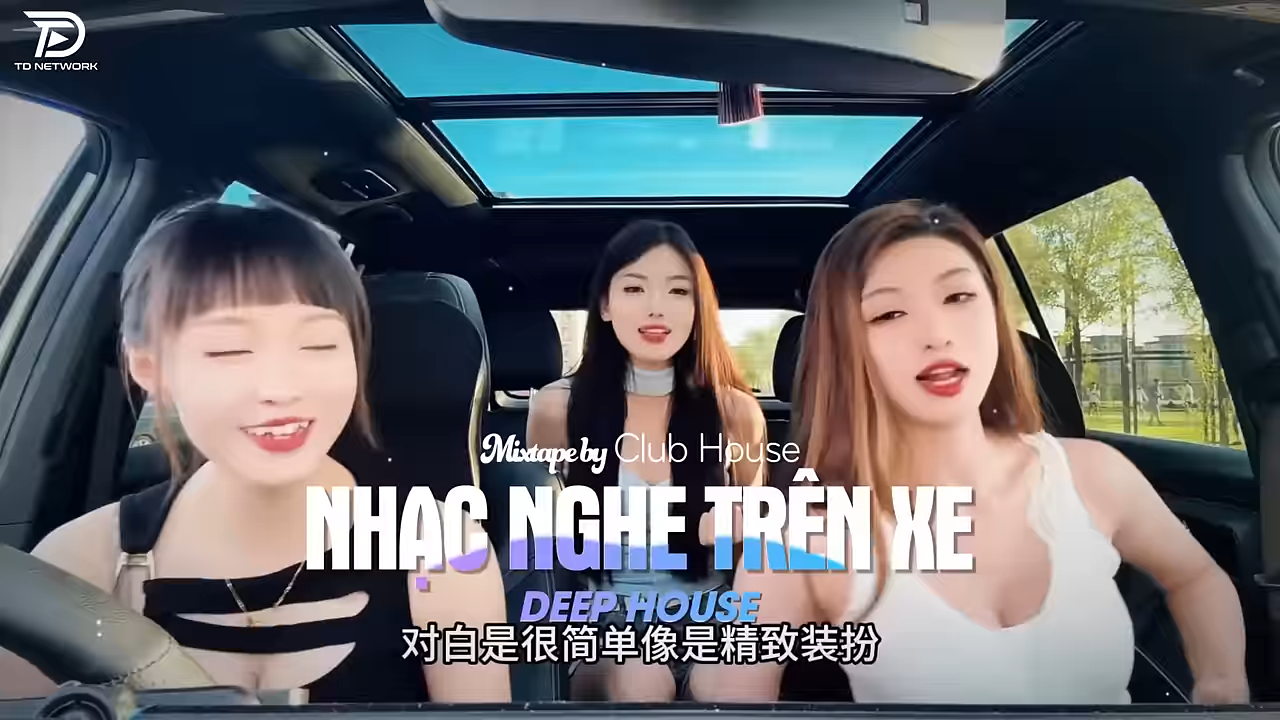 TD
TD NETWORK
Mixtape by Club House
NHẠC NGHE TRÊN XE
DEEP HOUSE
对白是很简单像是精致装扮